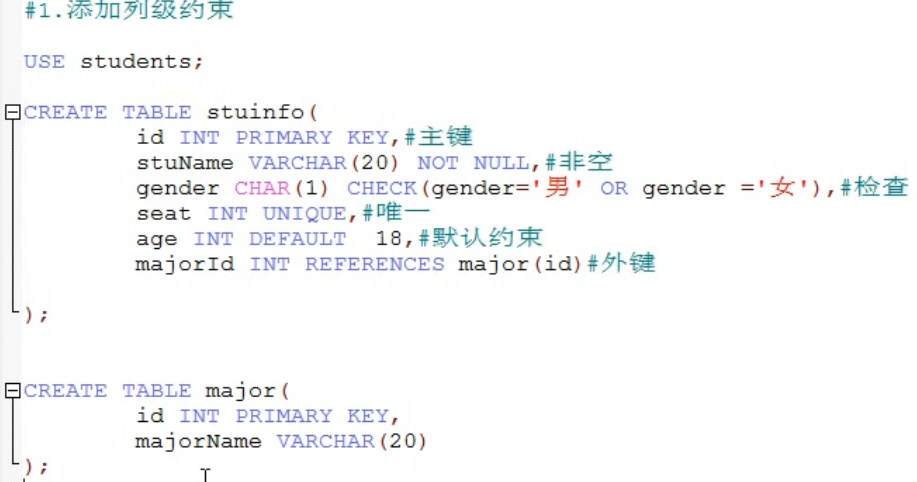 #1.添加列级约束
USE students;
CREATE TABLE stuinfo(
id INT PRIMARY KEY,#主键
stuName VARCHAR(20) NOT NULL,#非空
gender CHAR(1) CHECK(gender='男' OR gender ='女'),#检查
seat INT UNIQUE,#唯一
age INT DEFAULT  18,#默认约束
majorId INT REFERENCES major(id)#外键
);
CREATE TABLE major(
id INT PRIMARY KEY,
majorName VARCHAR(20)
);